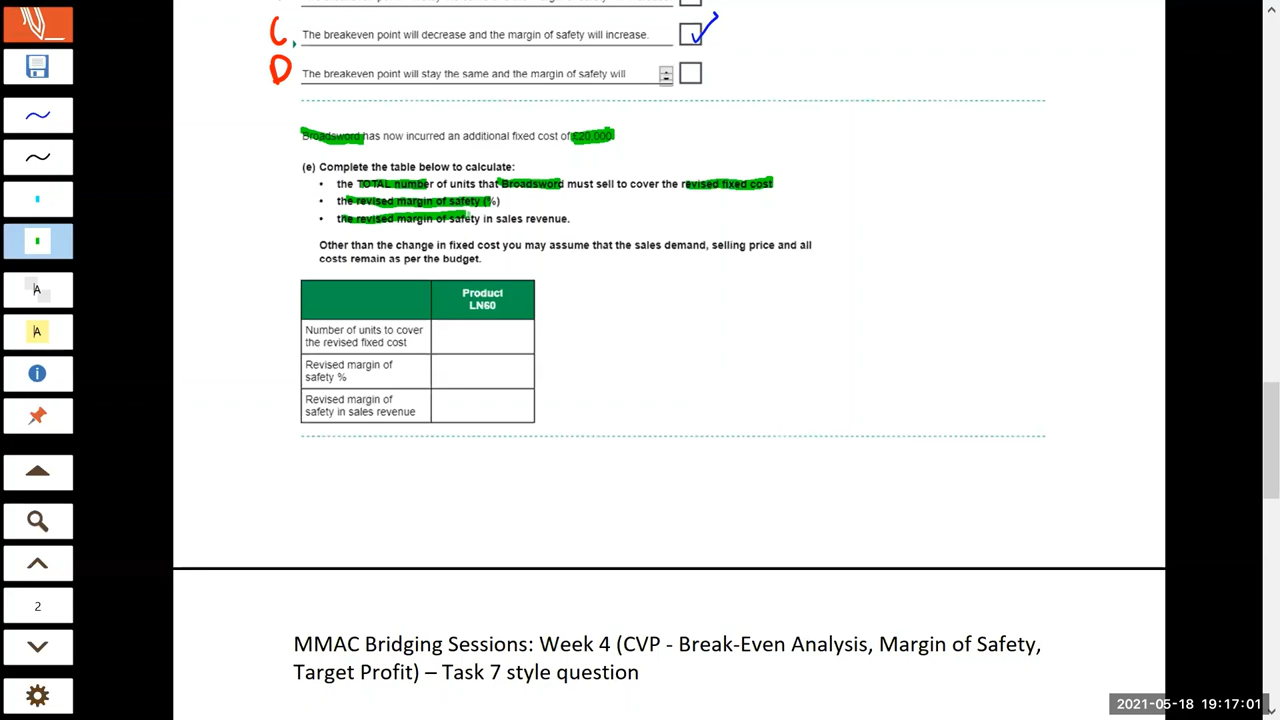 C
The breakeven point will decrease and the margin of safety will increase.
D
The breakeven point will stay the same and the margin of safety will
Broadsword has now incurred an additional fixed cost of £20,000
(e) Complete the table below to calculate:
• the TOTAL number of units that Broadsword must sell to cover the revised fixed cost
• the revised margin of safety (%)
• the revised margin of safety in sales revenue.
Other than the change in fixed cost you may assume that the sales demand, selling price and all
costs remain as per the budget.
Product
LN60
Number of units to cover
the revised fixed cost
Revised margin of
safety %
Revised margin of
safety in sales revenue
A
A
2
MMAC Bridging Sessions: Week 4 (CVP - Break-Even Analysis, Margin of Safety,
Target Profit) – Task 7 style question
2021-05-18 19:17:01